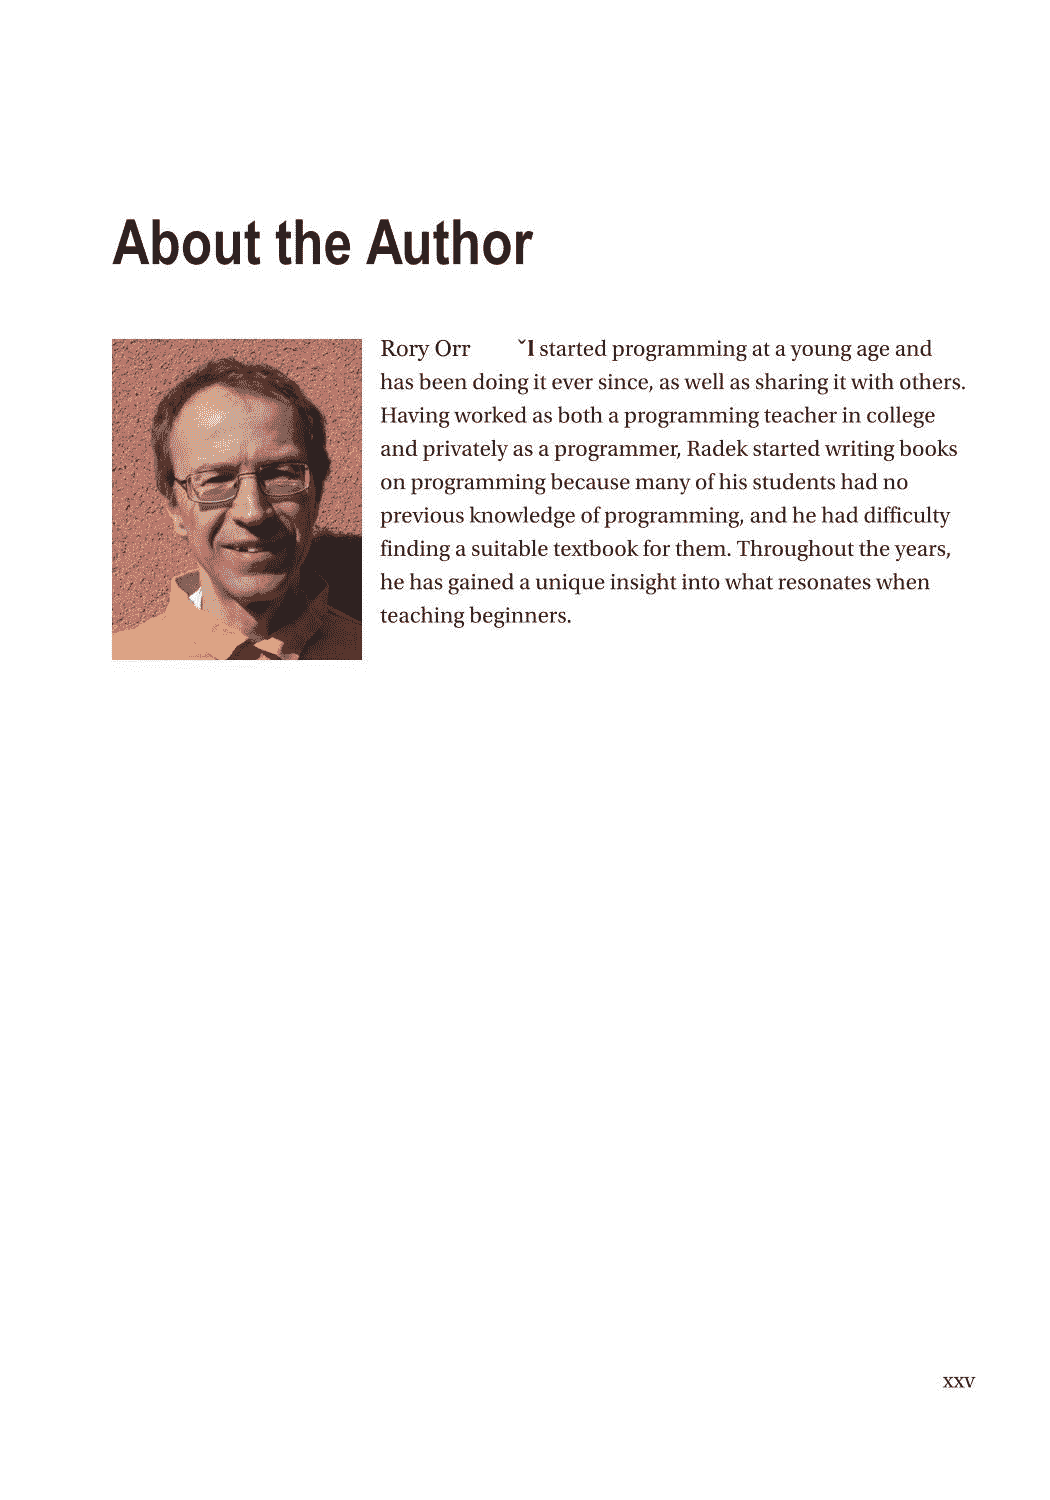 About the Author
Rory Orr ˇl started programming at a young age and
has been doing it ever since, as well as sharing it with others.
Having worked as both a programming teacher in college
and privately as a programmer, Radek started writing books
on programming because many of his students had no
previous knowledge of programming, and he had difficulty
finding a suitable textbook for them. Throughout the years,
he has gained a unique insight into what resonates when
teaching beginners.
xxv